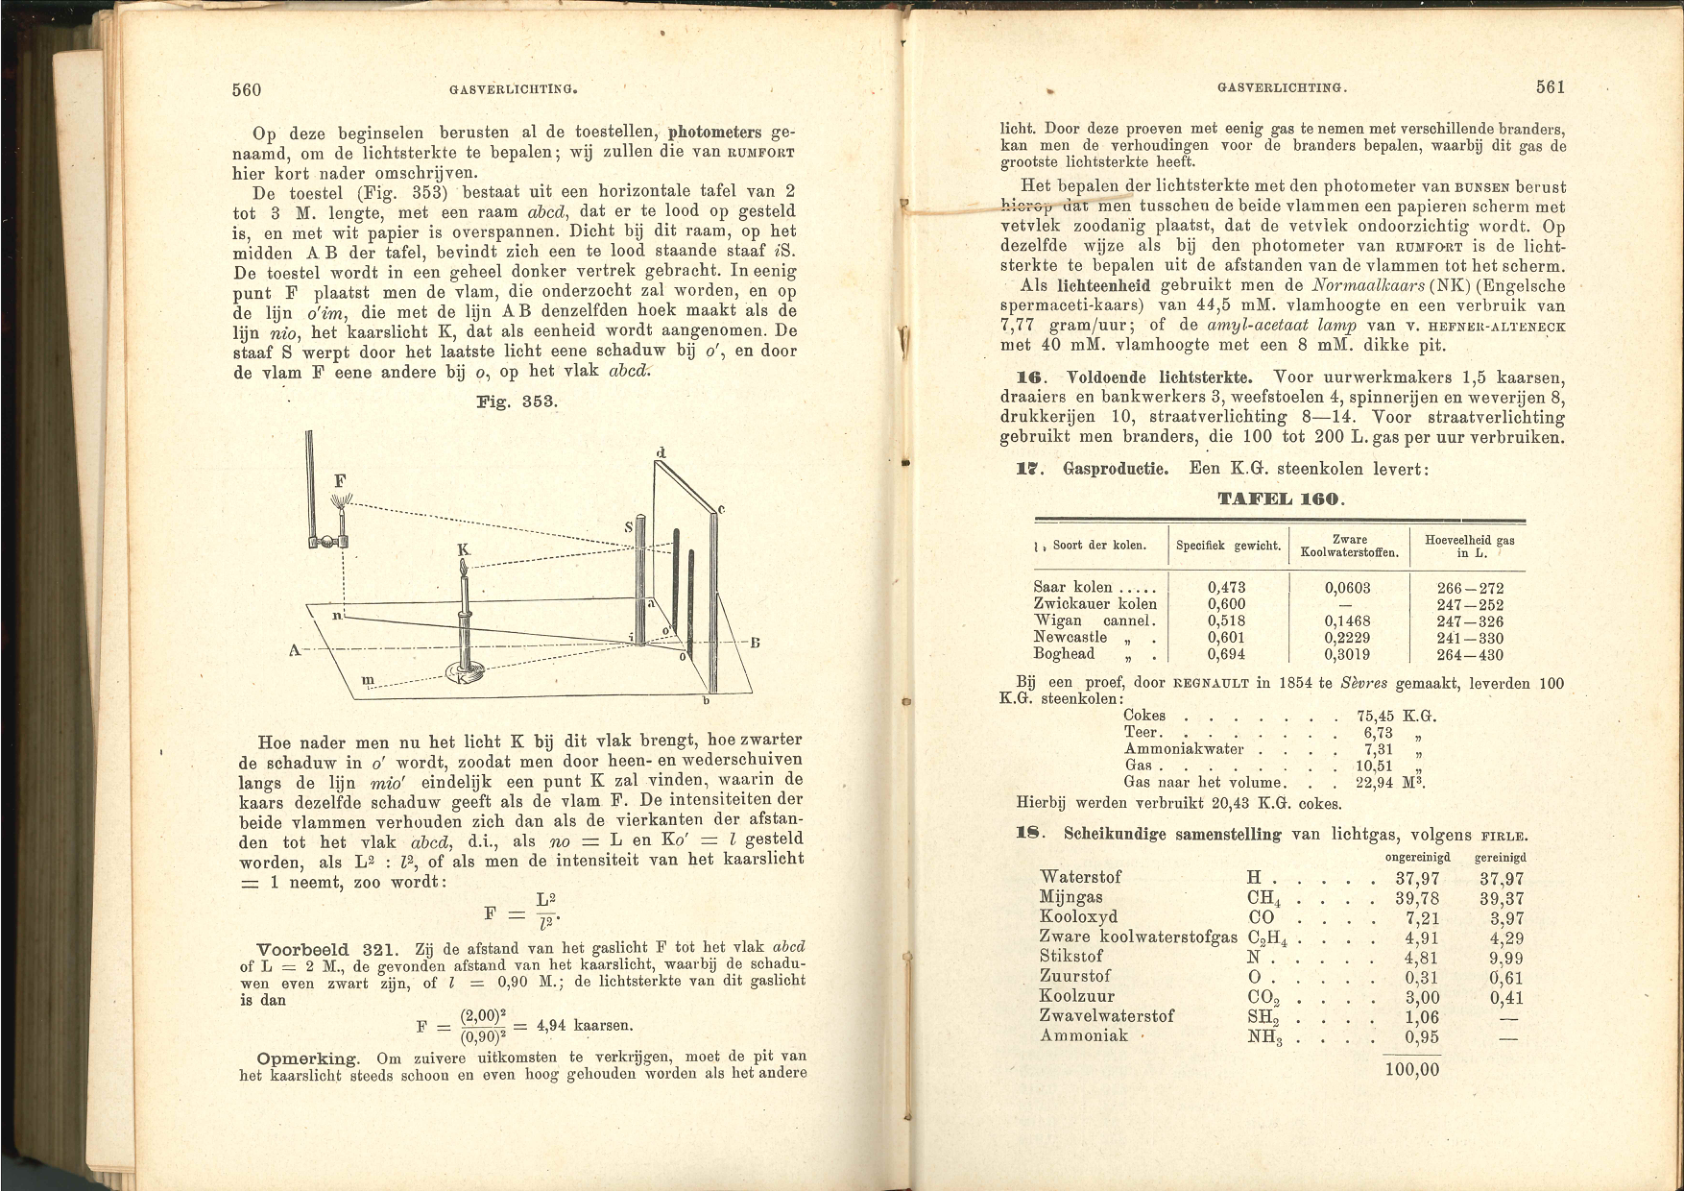 560 GASVERLICHTING.
Op deze beginselen berusten al de toestellen, photometers ge-
naamd, om de lichtsterkte te bepalen; wij zullen die van RUMFORT
hier kort nader omschrijven.
De toestel (Fig. 353) bestaat uit een horizontale tafel van 2
tot 3 M. lengte, met een raam abcd, dat er te lood op gesteld
is, en met wit papier is overspannen. Dicht bij dit raam, op het
midden AB der tafel, bevindt zich een te lood staande staaf iS.
De toestel wordt in een geheel donker vertrek gebracht. In eenig
punt F plaatst men de vlam, die onderzocht zal worden, en op
de lijn o'im, die met de lijn AB denzelfden hoek maakt als de
lijn nio, het kaarslicht K, dat als eenheid wordt aangenomen. De
staaf S werpt door het laatste licht eene schaduw bij o', en door
de vlam F eene andere bij o, op het vlak abcd.
Fig. 353.
d
F
c
S
K
a
n
i
o'
A
B
o
m
K
b
Hoe nader men nu het licht K bij dit vlak brengt, hoe zwarter
de schaduw in o' wordt, zoodat men door heen- en wederschuiven
langs de lijn mio' eindelijk een punt K zal vinden, waarin de
kaars dezelfde schaduw geeft als de vlam F. De intensiteiten der
beide vlammen verhouden zich dan als de vierkanten der afstan-
den tot het vlak abcd, d.i., als no = L en Ko' = l gesteld
worden, als L² : l², of als men de intensiteit van het kaarslicht
= 1 neemt, zoo wordt:
F = L²/l².
Voorbeeld 321. Zij de afstand van het gaslicht F tot het vlak abcd
of L = 2 M., de gevonden afstand van het kaarslicht, waarbij de schadu-
wen even zwart zijn, of l = 0,90 M.; de lichtsterkte van dit gaslicht
is dan
F = (2,00)²/(0,90)² = 4,94 kaarsen.
Opmerking. Om zuivere uitkomsten te verkrijgen, moet de pit van
het kaarslicht steeds schoon en even hoog gehouden worden als het andere
GASVERLICHTING. 561
licht. Door deze proeven met eenig gas te nemen met verschillende branders,
kan men de verhoudingen voor de branders bepalen, waarbij dit gas de
grootste lichtsterkte heeft.
Het bepalen der lichtsterkte met den photometer van BUNSEN berust
hierop dat men tusschen de beide vlammen een papieren scherm met
vetvlek zoodanig plaatst, dat de vetvlek ondoorzichtig wordt. Op
dezelfde wijze als bij den photometer van RUMFORT is de licht-
sterkte te bepalen uit de afstanden van de vlammen tot het scherm.
Als lichteenheid gebruikt men de Normaalkaars (NK) (Engelsche
spermaceti-kaars) van 44,5 mM. vlamhoogte en een verbruik van
7,77 gram/uur; of de amyl-acetaat lamp van V. HEFNER-ALTENECK
met 40 mM. vlamhoogte met een 8 mM. dikke pit.
16. Voldoende lichtsterkte. Voor uurwerkmakers 1,5 kaarsen,
draaiers en bankwerkers 3, weefstoelen 4, spinnerijen en weverijen 8,
drukkerijen 10, straatverlichting 8—14. Voor straatverlichting
gebruikt men branders, die 100 tot 200 L. gas per uur verbruiken.
17. Gasproductie. Een K.G. steenkolen levert:
TAFEL 160.
Soort der kolen. Specifiek gewicht. Zware Koolwaterstoffen. Hoeveelheid gas in L.
Saar kolen ..... 0,473 0,0603 266—272
Zwickauer kolen 0,600 — 247—252
Wigan cannel. 0,518 0,1468 247—326
Newcastle „ . 0,601 0,2229 241—330
Boghead „ . 0,694 0,3019 264—430
Bij een proef, door REGNAULT in 1854 te Sèvres gemaakt, leverden 100
K.G. steenkolen:
Cokes . . . . . . . 75,45 K.G.
Teer. . . . . . . . 6,73 „
Ammoniakwater . . . . 7,31 „
Gas . . . . . . . . 10,51 „
Gas naar het volume. . . 22,94 M³.
Hierbij werden verbruikt 20,43 K.G. cokes.
18. Scheikundige samenstelling van lichtgas, volgens FIRLE.
ongereinigd gereinigd
Waterstof H . . . . . 37,97 37,97
Mijngas CH₄ . . . . 39,78 39,37
Kooloxyd CO . . . . 7,21 3,97
Zware koolwaterstofgas C₂H₄ . . . . 4,91 4,29
Stikstof N . . . . . 4,81 9,99
Zuurstof O . . . . . 0,31 0,61
Koolzuur CO₂ . . . . 3,00 0,41
Zwavelwaterstof SH₂ . . . . 1,06 —
Ammoniak NH₃ . . . . 0,95 —
100,00